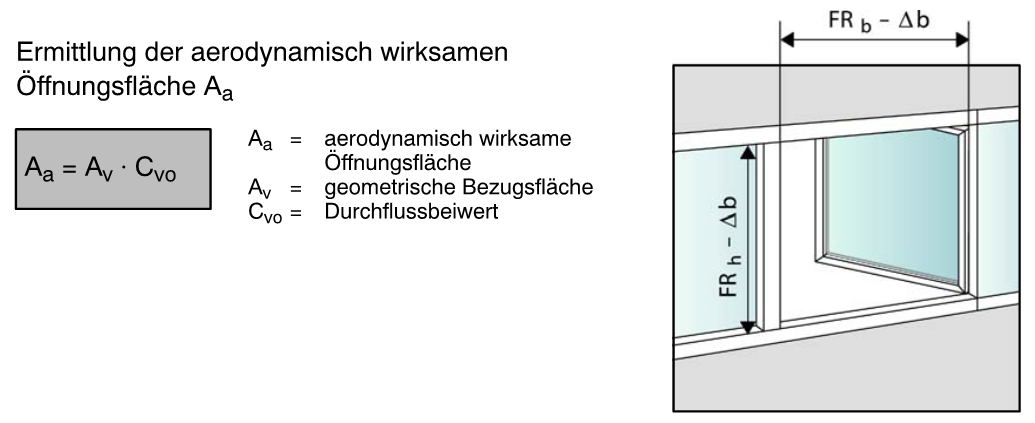 Ermittlung der aerodynamisch wirksamen
Öffnungsfläche Aa
Aa = Av · Cvo
Aa = aerodynamisch wirksame
Öffnungsfläche
Av = geometrische Bezugsfläche
Cvo = Durchflussbeiwert
FR b – Δb
FR h – Δb